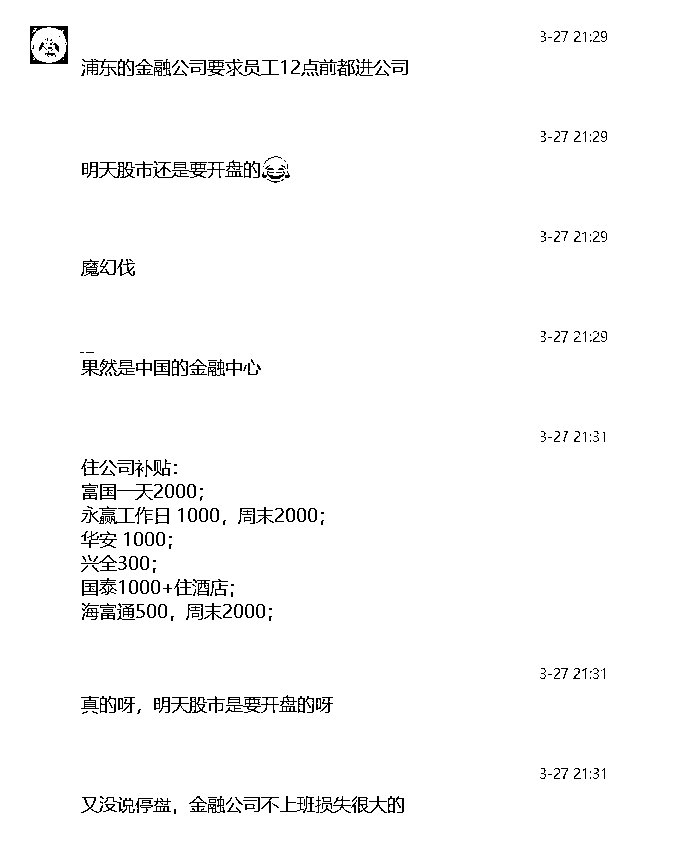 3-27 21:29
浦东的金融公司要求员工12点前都进公司
3-27 21:29
明天股市还是要开盘的😂
3-27 21:29
魔幻伐
3-27 21:29
果然是中国的金融中心
3-27 21:31
住公司补贴：
富国一天2000；
永赢工作日 1000，周末2000；
华安 1000；
兴全300；
国泰1000+住酒店；
海富通500，周末2000；
3-27 21:31
真的呀，明天股市是要开盘的呀
3-27 21:31
又没说停盘，金融公司不上班损失很大的